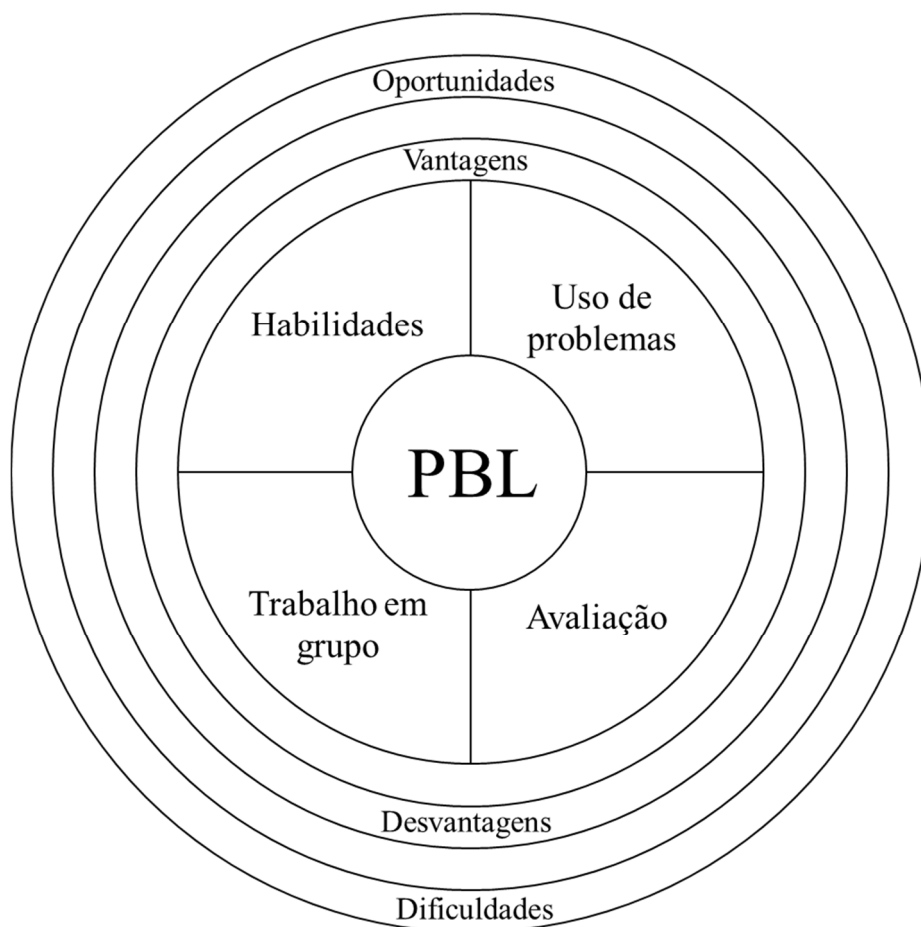 Oportunidades
Vantagens
Habilidades
Uso de
problemas
PBL
Trabalho em
grupo
Avaliação
Desvantagens
Dificuldades